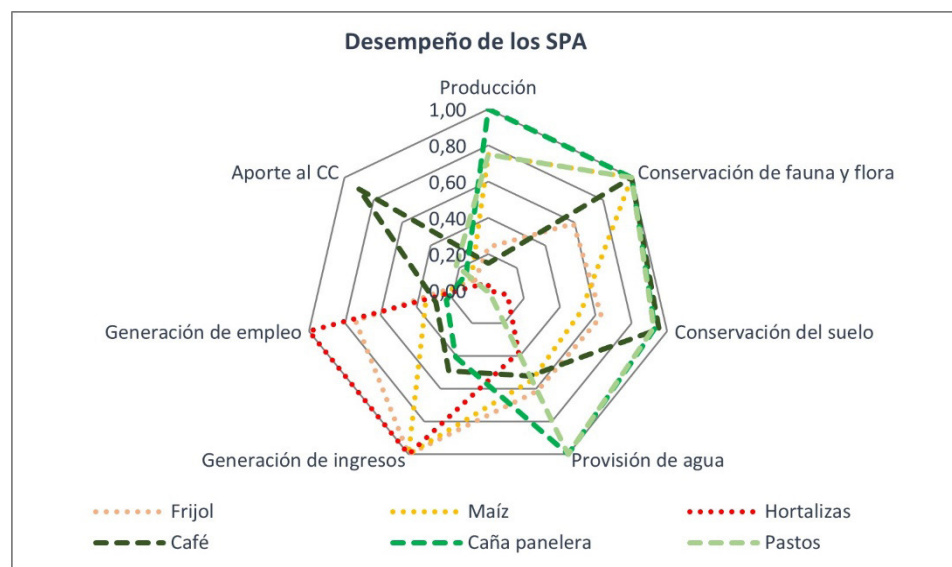 Desempeño de los SPA
Producción
1,00
0,80
0,60
0,40
0,20
0,00
Conservación de fauna y flora
Conservación del suelo
Provisión de agua
Generación de ingresos
Generación de empleo
Aporte al CC
Frijol
Maíz
Hortalizas
Café
Caña panelera
Pastos